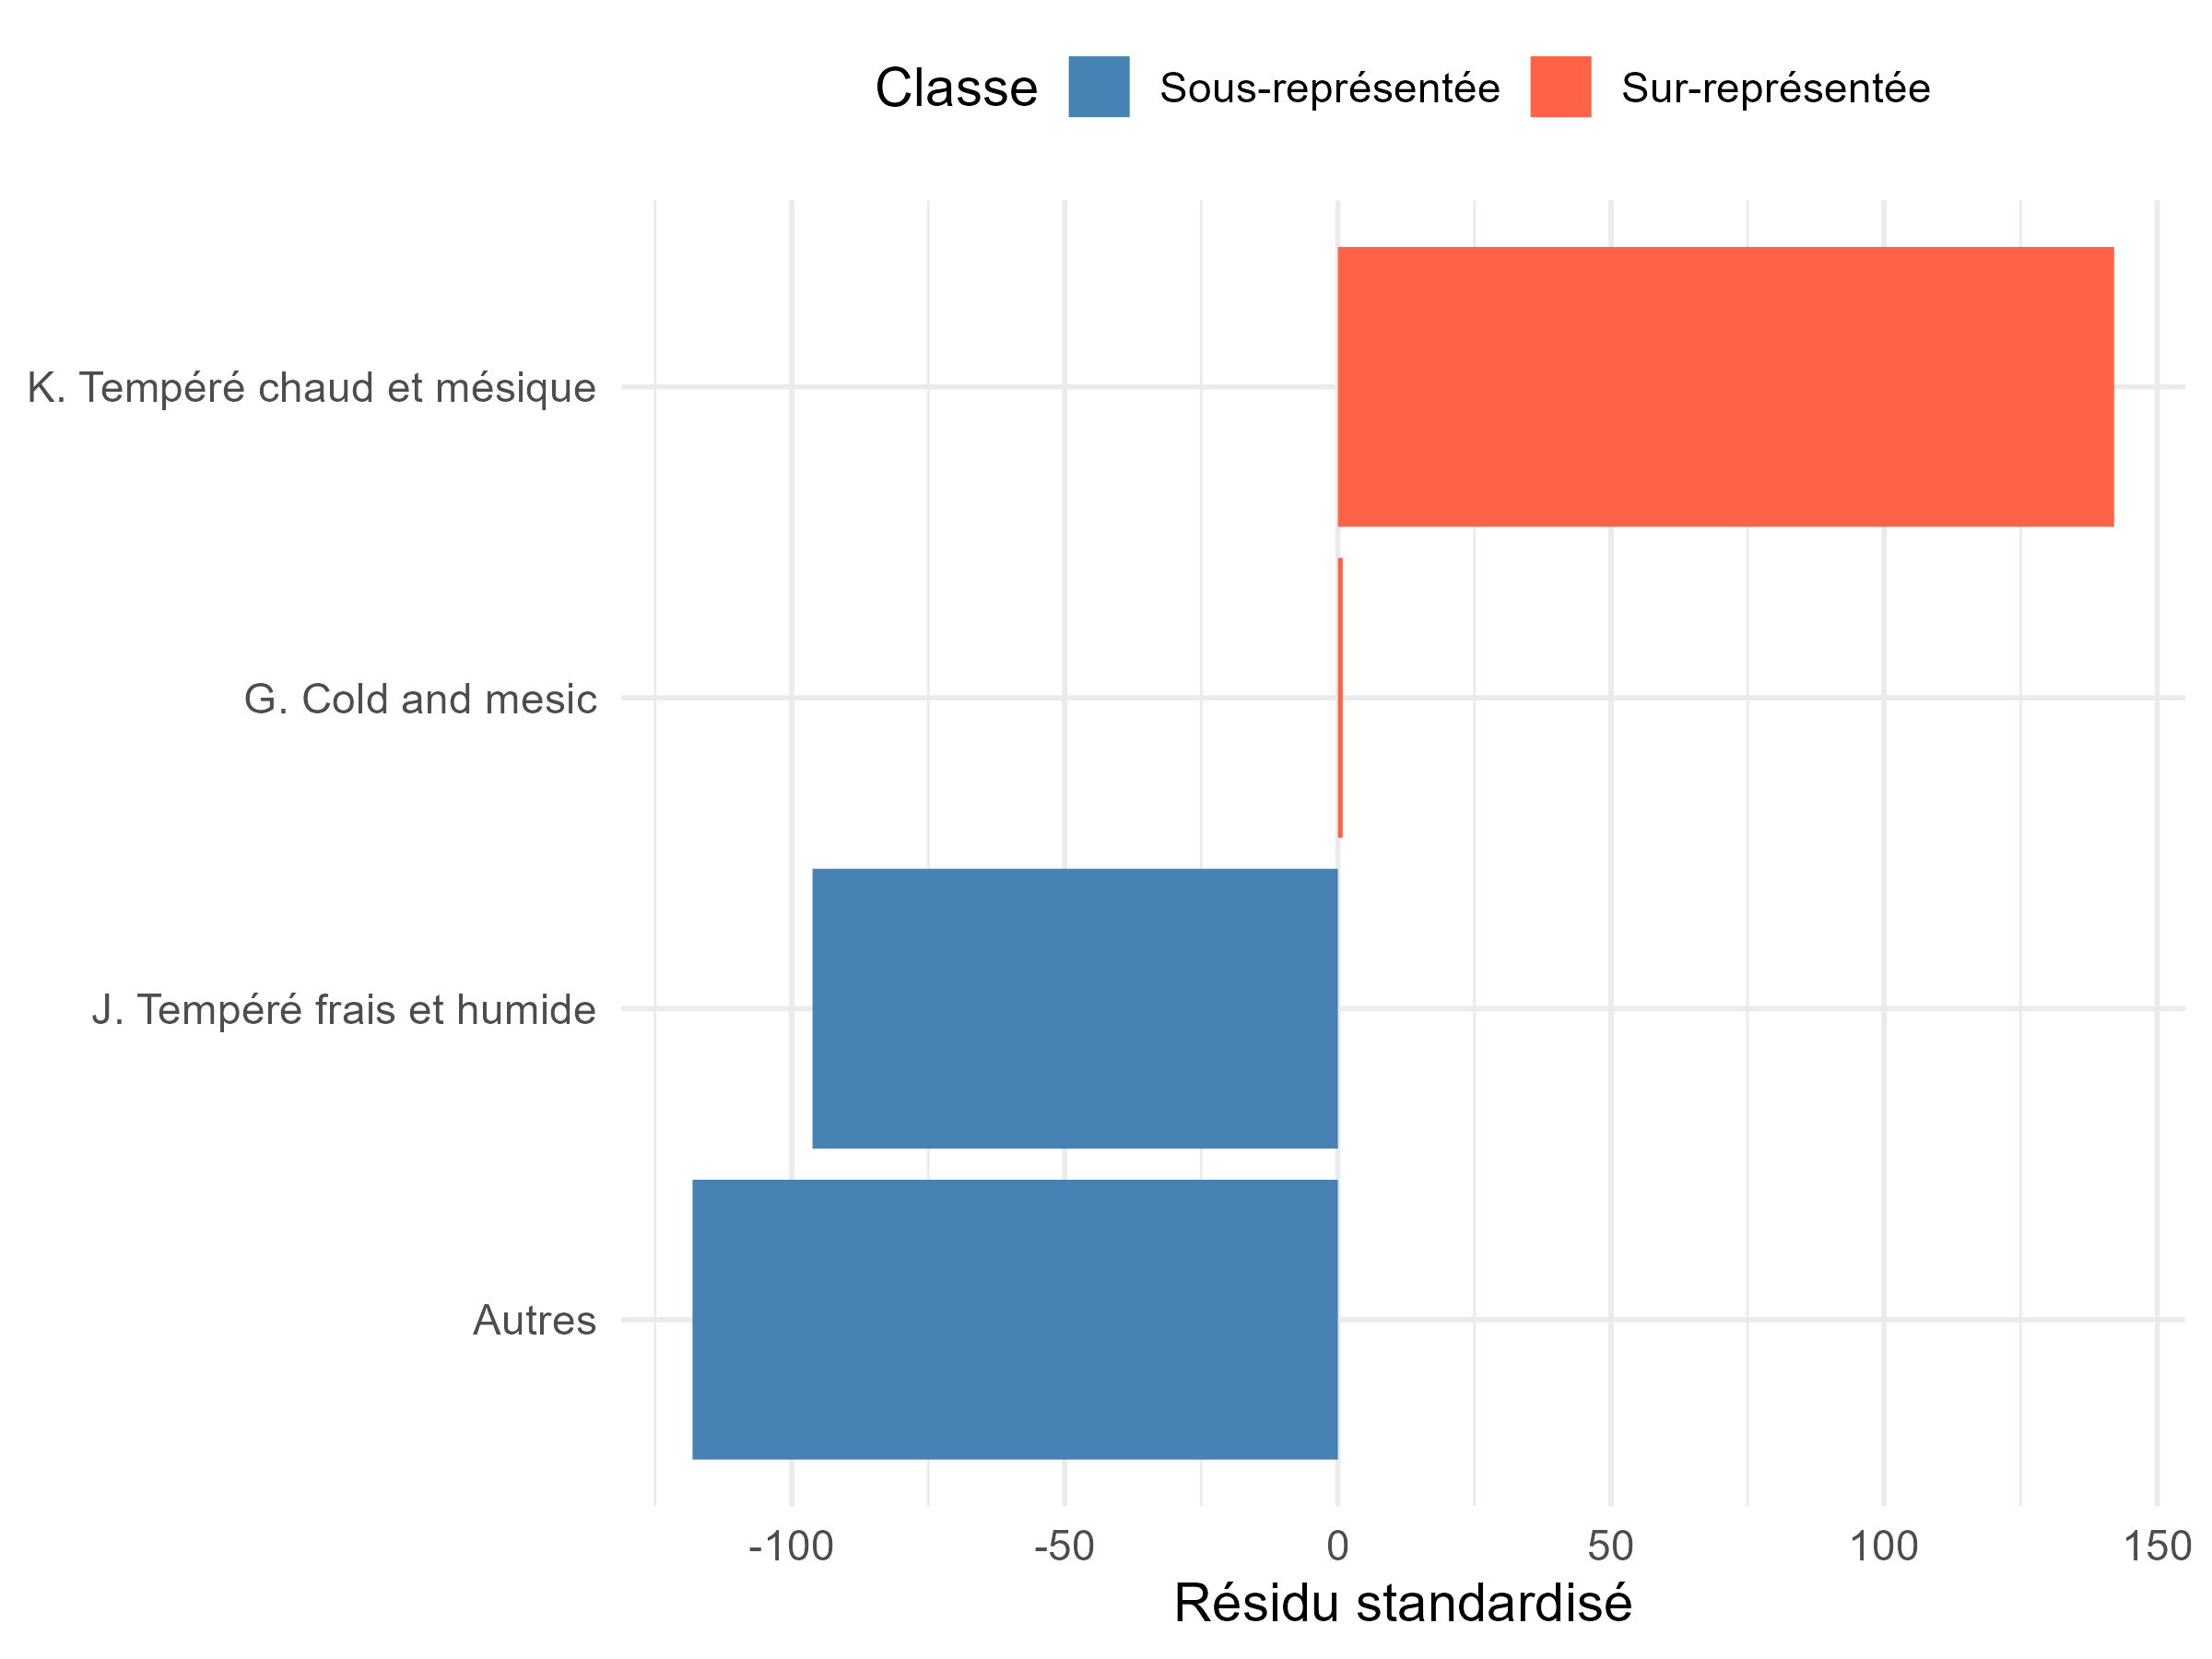 Classe Sous-représentée Sur-représentée
K. Tempéré chaud et mésique
G. Cold and mesic
J. Tempéré frais et humide
Autres
-100 -50 0 50 100 150
Résidu standardisé